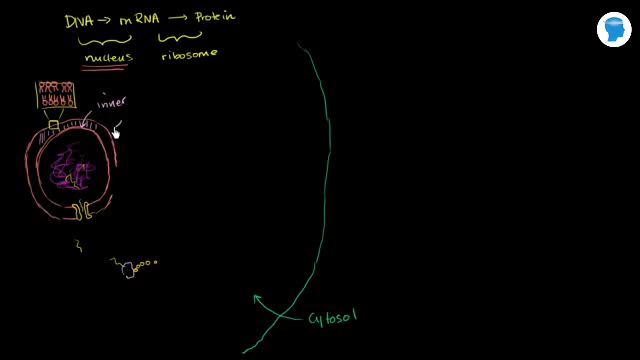 DNA → mRNA → Protein
nucleus ribosome
inner
Cytosol